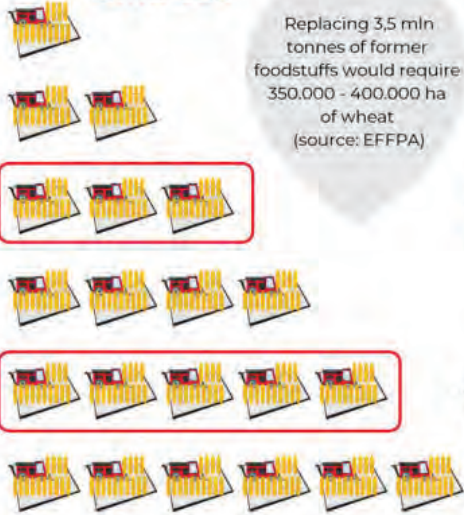 Replacing 3,5 mln
tonnes of former
foodstuffs would require
350.000 - 400.000 ha
of wheat
(source: EFFPA)